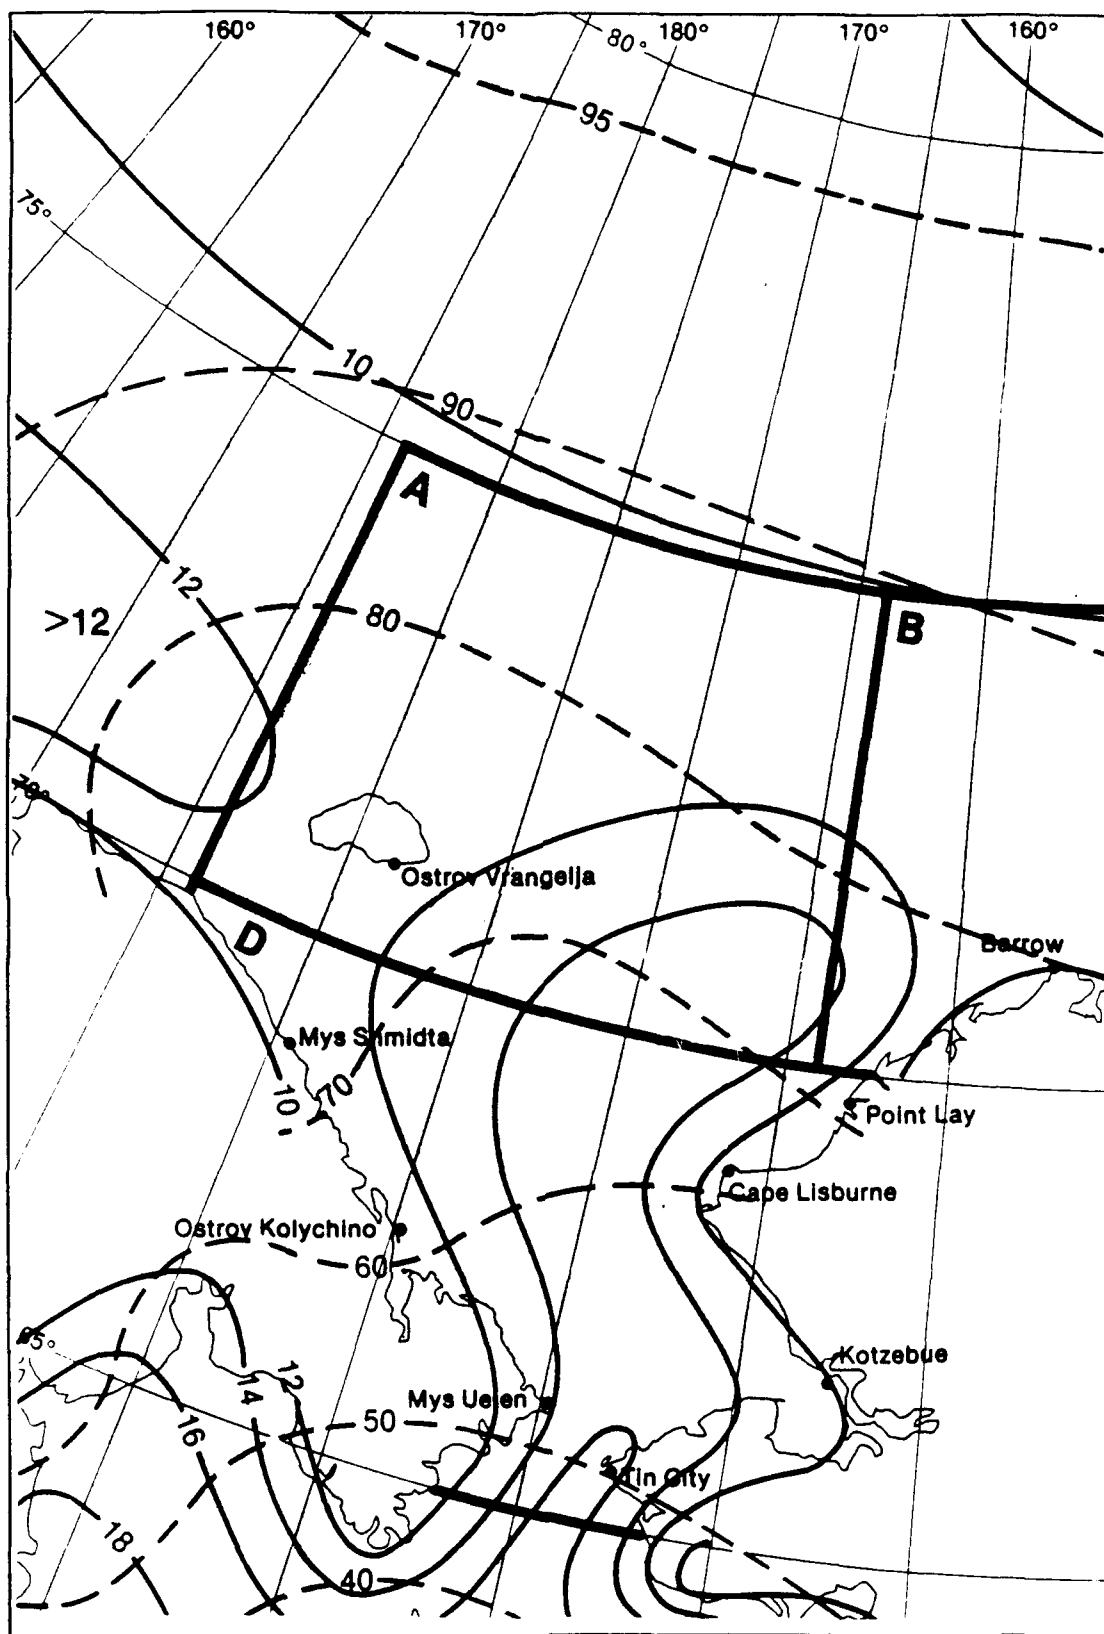 160°
170°
180°
170°
160°
80°
95
75°
10
90
A
12
>12
80
B
70°
Ostrov Vrangelja
D
Barrow
Mys Shmidta
10
70
Point Lay
Cape Lisburne
Ostrov Kolychino
60
65°
Kotzebue
12
14
Mys Uelen
16
50
Tin City
18
40